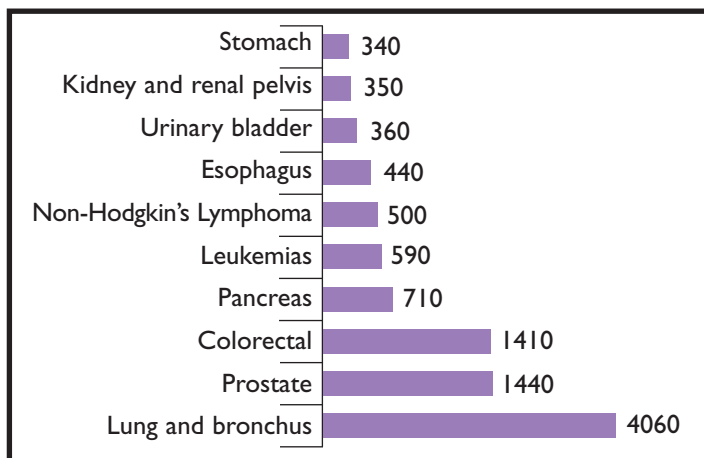 Stomach 340
Kidney and renal pelvis 350
Urinary bladder 360
Esophagus 440
Non-Hodgkin's Lymphoma 500
Leukemias 590
Pancreas 710
Colorectal 1410
Prostate 1440
Lung and bronchus 4060